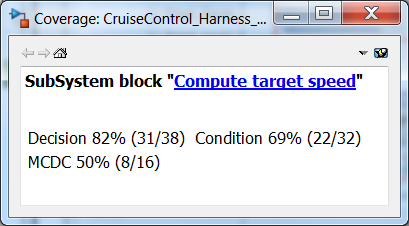 Coverage: CruiseControl_Harness_...
SubSystem block "Compute target speed"
Decision 82% (31/38) Condition 69% (22/32)
MCDC 50% (8/16)